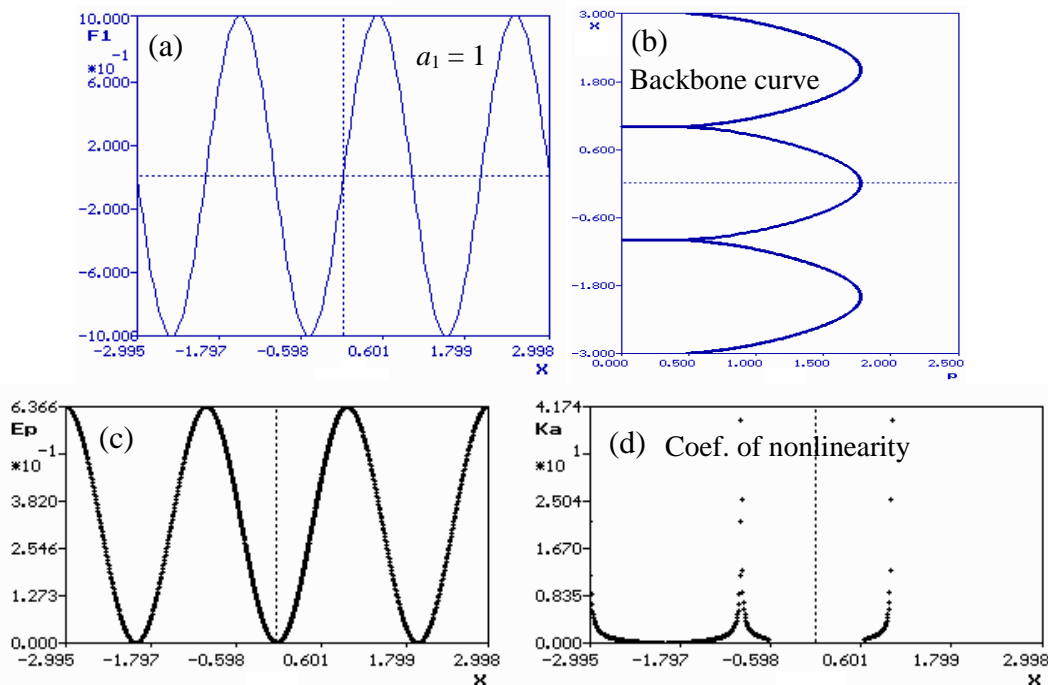 10.000
F1
-1
*10
6.000
2.000
-2.000
-6.000
-10.000
-2.995 -1.797 -0.598 0.601 1.799 2.998
X
(a)
a1 = 1
3.000
X
1.800
0.600
-0.600
-1.800
-3.000
0.000 0.500 1.000 1.500 2.000 2.500
P
(b)
Backbone curve
6.366
Ep
-1
*10
3.820
2.546
1.273
0.000
-2.995 -1.797 -0.598 0.601 1.799 2.998
X
(c)
4.174
Ka
1
*10
2.504
1.670
0.835
0.000
-2.995 -1.797 -0.598 0.601 1.799 2.998
X
(d) Coef. of nonlinearity